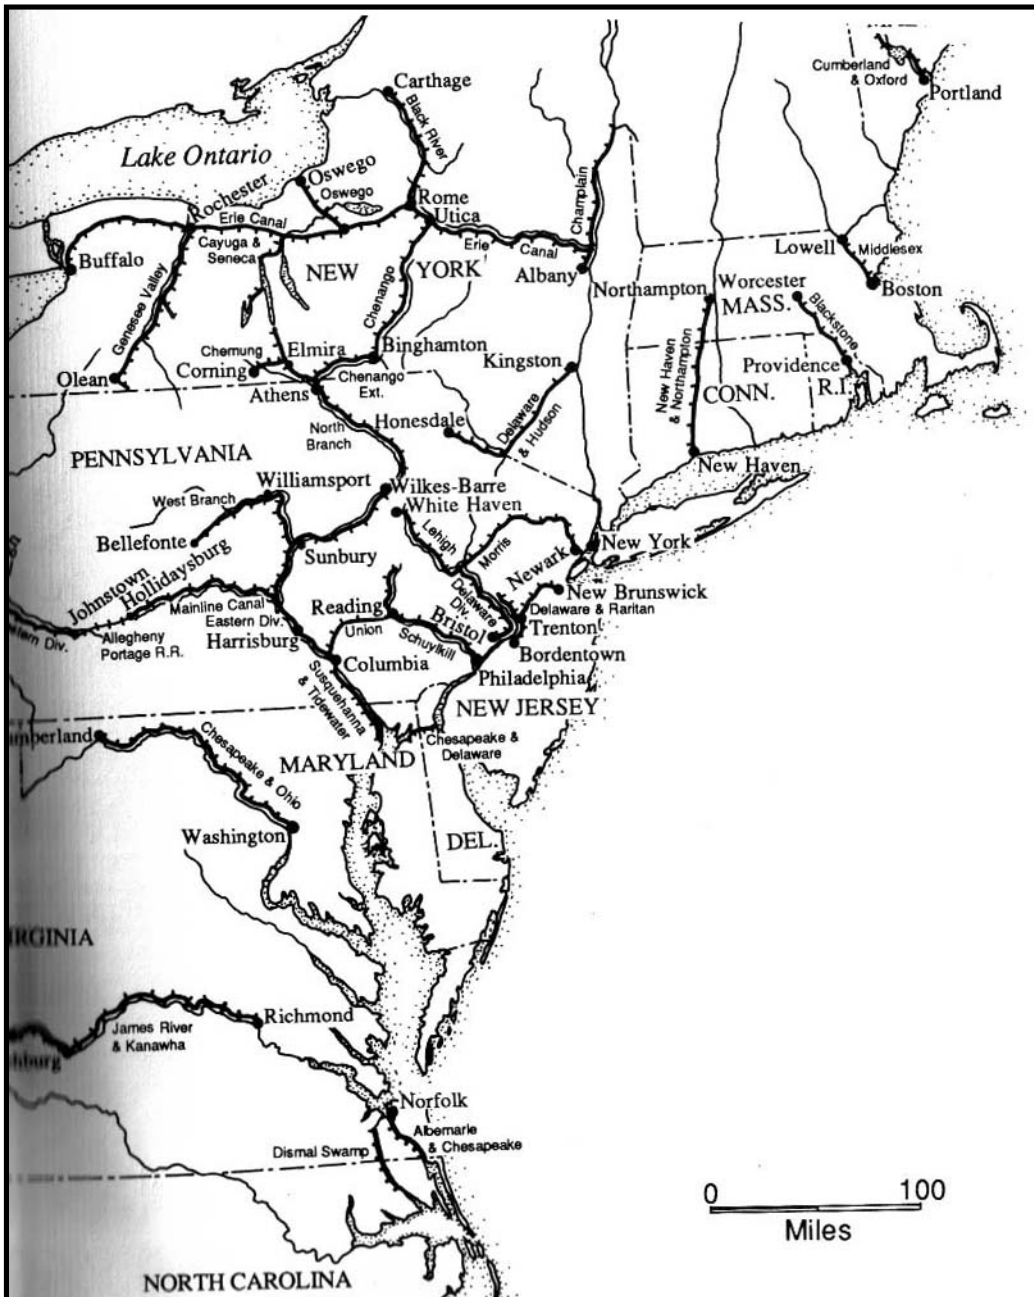 Carthage
Cumberland
& Oxford
Portland
Black River
Lake Ontario
Oswego
Oswego
Rochester
Rome
Utica
Champlain
Erie Canal
Cayuga &
Seneca
Erie
Canal
Buffalo
NEW
YORK
Albany
Lowell
Middlesex
Boston
Northampton
Worcester
MASS.
Blackstone
Genesee Valley
Chenango
Chemung
Elmira
Binghamton
Corning
Chenango
Ext.
Olean
Athens
Kingston
New Haven
& Northampton
CONN.
Providence
R.I.
North
Branch
Honesdale
Delaware
& Hudson
PENNSYLVANIA
New Haven
Williamsport
West Branch
Wilkes-Barre
White Haven
Bellefonte
Sunbury
Lehigh
Morris
Newark
New York
Johnstown
Hollidaysburg
New Brunswick
Mainline Canal
Eastern Div.
Reading
Delaware
Div.
Delaware & Raritan
Bristol
Trenton
Div.
Allegheny
Portage R.R.
Harrisburg
Union
Schuylkill
Bordentown
Columbia
Philadelphia
Susquehanna
& Tidewater
NEW JERSEY
Chesapeake &
Delaware
umberland
Chesapeake & Ohio
MARYLAND
Washington
DEL.
IRGINIA
Richmond
James River
& Kanawha
hburg
Norfolk
Albemarle
& Chesapeake
Dismal Swamp
0 100
Miles
NORTH CAROLINA